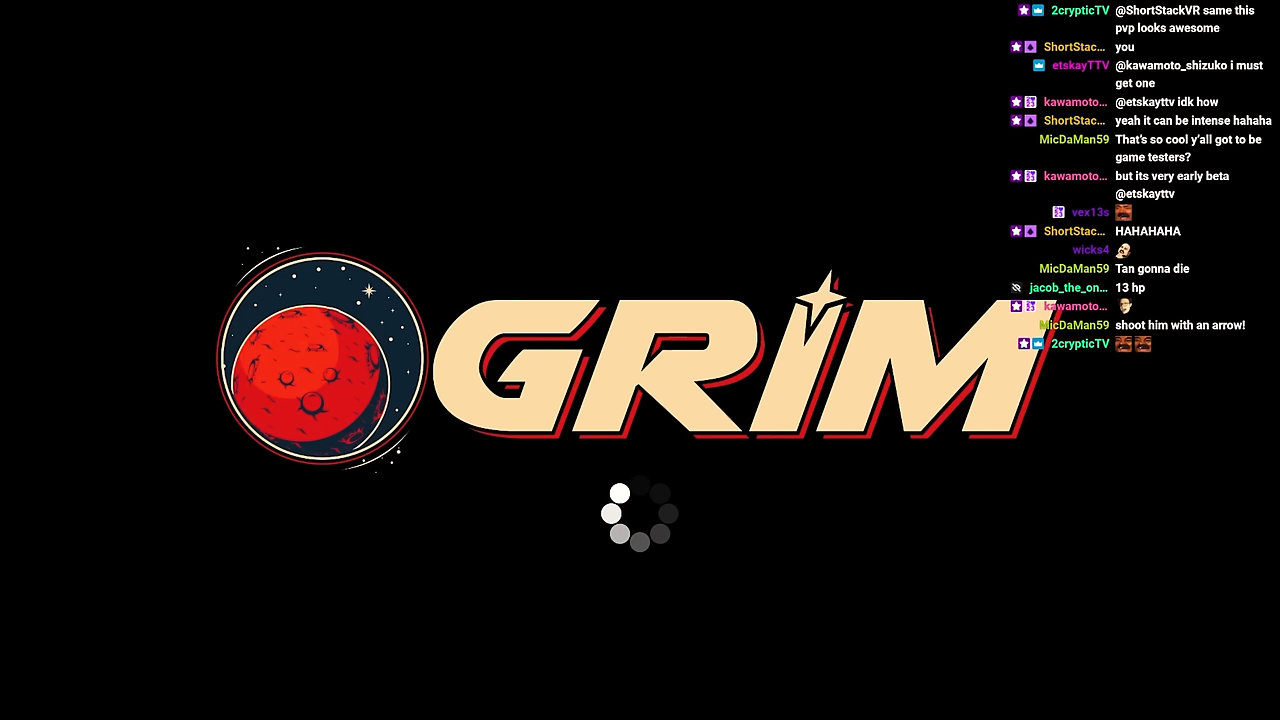 2crypticTV @ShortStackVR same this
pvp looks awesome
ShortStac... you
etskayTTV @kawamoto_shizuko i must
get one
kawamoto... @etskayttv idk how
ShortStac... yeah it can be intense hahaha
MicDaMan59 That's so cool y'all got to be
game testers?
kawamoto... but its very early beta
@etskayttv
vex13s
ShortStac... HAHAHAHA
wicks4
MicDaMan59 Tan gonna die
jacob_the_on... 13 hp
kawamoto...
MicDaMan59 shoot him with an arrow!
2crypticTV
GRIM